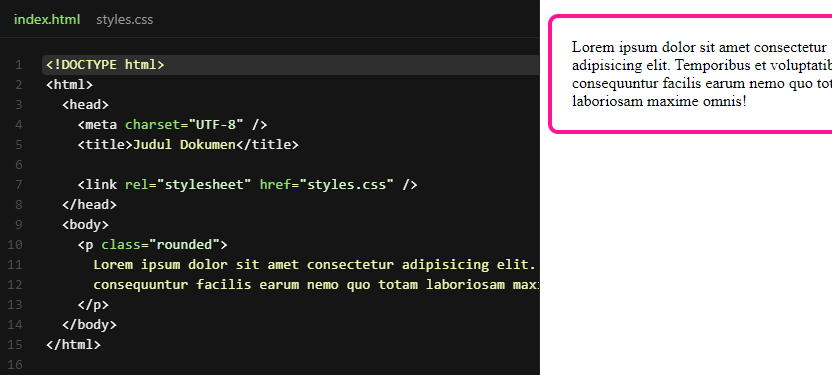 index.html styles.css
1 <!DOCTYPE html>
2 <html>
3 <head>
4 <meta charset="UTF-8" />
5 <title>Judul Dokumen</title>
6
7 <link rel="stylesheet" href="styles.css" />
8 </head>
9 <body>
10 <p class="rounded">
11 Lorem ipsum dolor sit amet consectetur adipisicing elit.
12 consequuntur facilis earum nemo quo totam laboriosam maxi
13 </p>
14 </body>
15 </html>
16
Lorem ipsum dolor sit amet consectetur
adipisicing elit. Temporibus et voluptatib
consequuntur facilis earum nemo quo tot
laboriosam maxime omnis!